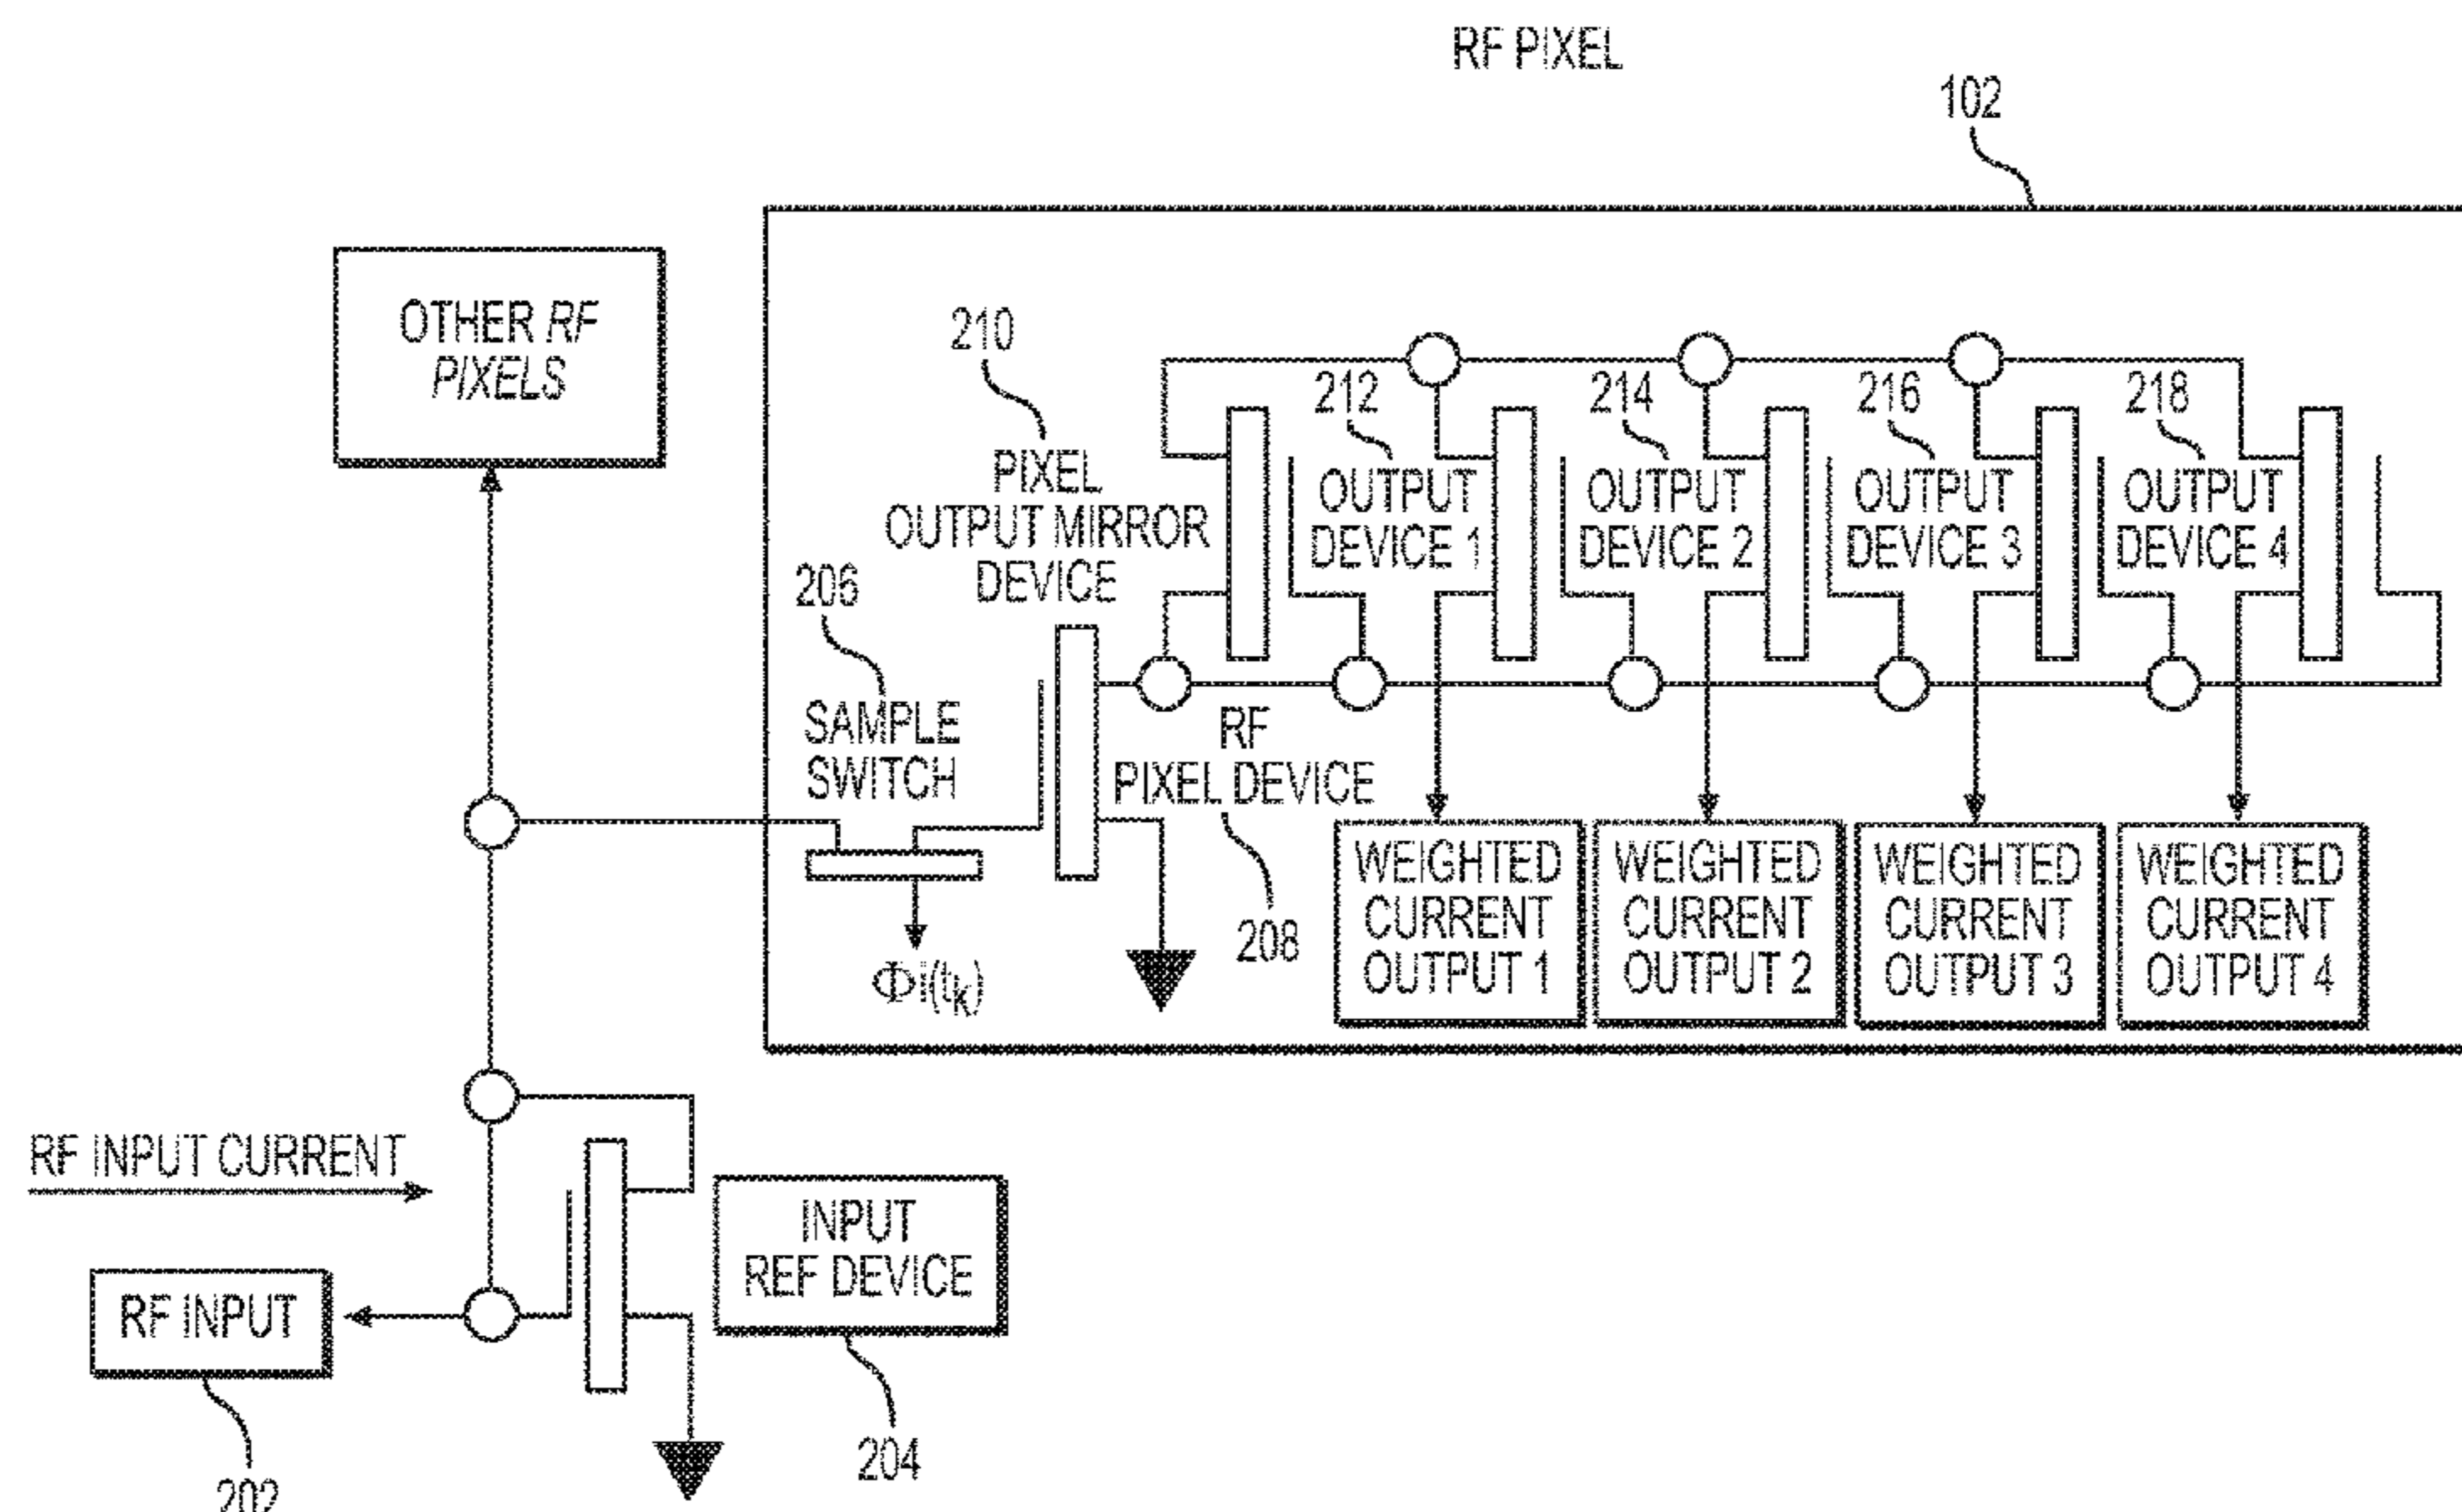 RF PIXEL
102
OTHER RF
PIXELS
210
PIXEL
OUTPUT MIRROR
DEVICE
212
OUTPUT
DEVICE 1
214
OUTPUT
DEVICE 2
216
OUTPUT
DEVICE 3
218
OUTPUT
DEVICE 4
206
SAMPLE
SWITCH
RF
PIXEL DEVICE
208
Φi(tk)
WEIGHTED
CURRENT
OUTPUT 1
WEIGHTED
CURRENT
OUTPUT 2
WEIGHTED
CURRENT
OUTPUT 3
WEIGHTED
CURRENT
OUTPUT 4
RF INPUT CURRENT
RF INPUT
202
INPUT
REF DEVICE
204